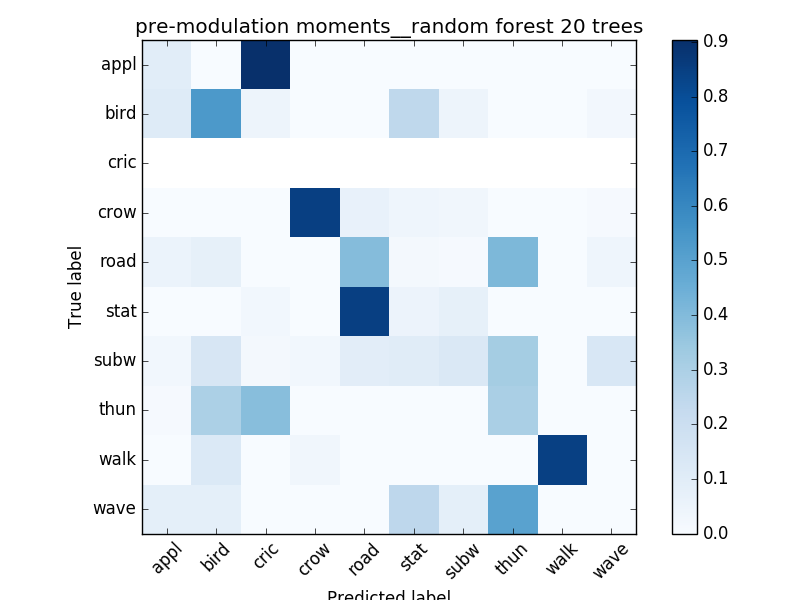 pre-modulation moments__random forest 20 trees
appl
bird
cric
crow
road
stat
subw
thun
walk
wave
True label
appl bird cric crow road stat subw thun walk wave
Predicted label
0.9
0.8
0.7
0.6
0.5
0.4
0.3
0.2
0.1
0.0